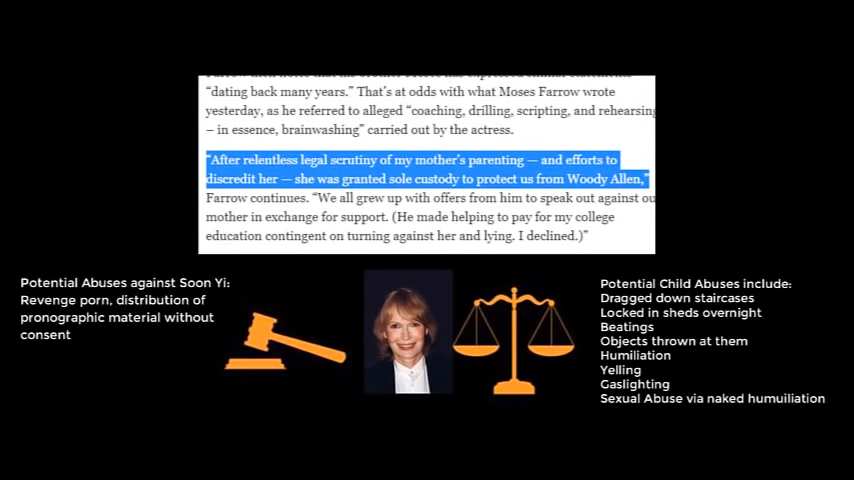 "dating back many years." That's at odds with what Moses Farrow wrote
yesterday, as he referred to alleged "coaching, drilling, scripting, and rehearsing
– in essence, brainwashing" carried out by the actress.
"After relentless legal scrutiny of my mother's parenting — and efforts to
discredit her — she was granted sole custody to protect us from Woody Allen,"
Farrow continues. "We all grew up with offers from him to speak out against ou
mother in exchange for support. (He made helping to pay for my college
education contingent on turning against her and lying. I declined.)"
Potential Abuses against Soon Yi:
Revenge porn, distribution of
pronographic material without
consent
Potential Child Abuses include:
Dragged down staircases
Locked in sheds overnight
Beatings
Objects thrown at them
Humiliation
Yelling
Gaslighting
Sexual Abuse via naked humuiliation